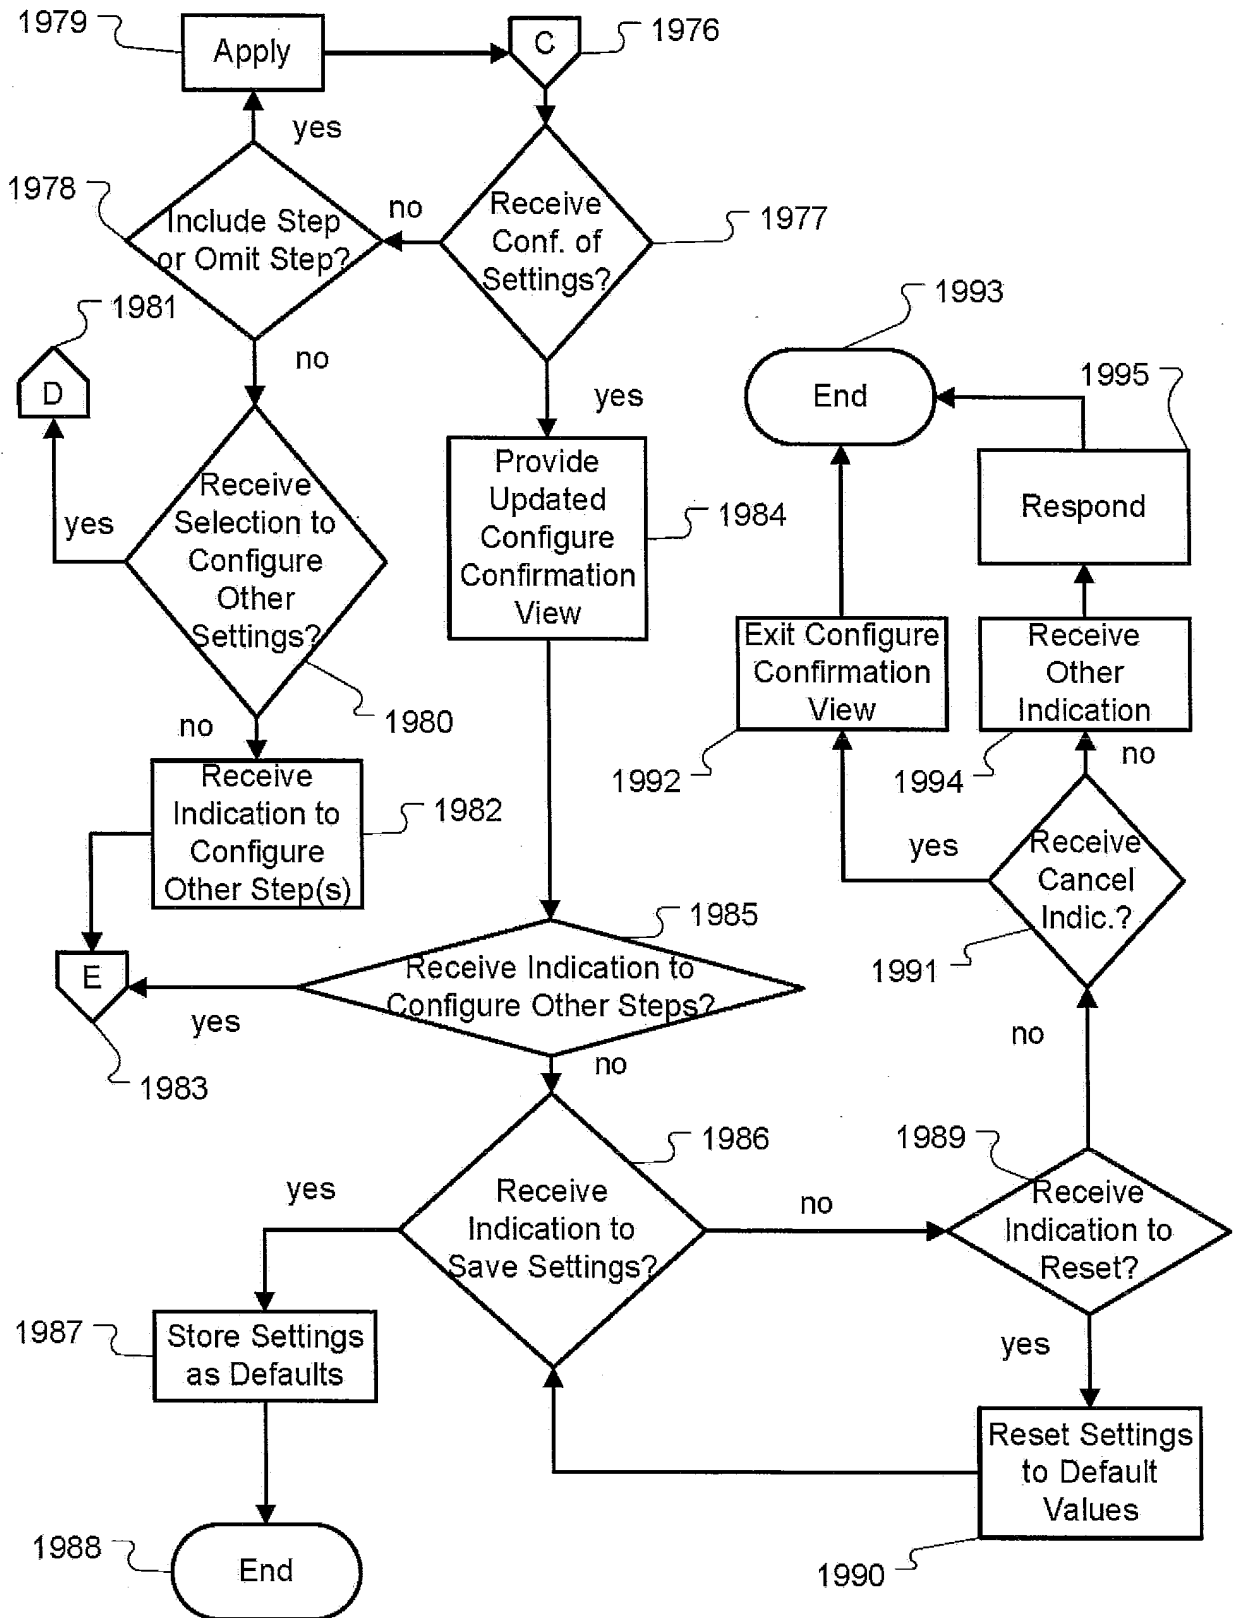 1979
Apply
C
1976
yes
1978
Include Step
or Omit Step?
no
Receive
Conf. of
Settings?
1977
1981
D
no
yes
1993
End
1995
Respond
yes
Receive
Selection to
Configure
Other
Settings?
1980
Provide
Updated
Configure
Confirmation
View
1984
Exit Configure
Confirmation
View
1992
Receive
Other
Indication
1994
no
no
Receive
Indication to
Configure
Other Step(s)
1982
yes
Receive
Cancel
Indic.?
1991
1985
Receive Indication to
Configure Other Steps?
E
yes
1983
no
no
1986
Receive
Indication to
Save Settings?
yes
no
1989
Receive
Indication to
Reset?
1987
Store Settings
as Defaults
yes
Reset Settings
to Default
Values
1990
1988
End